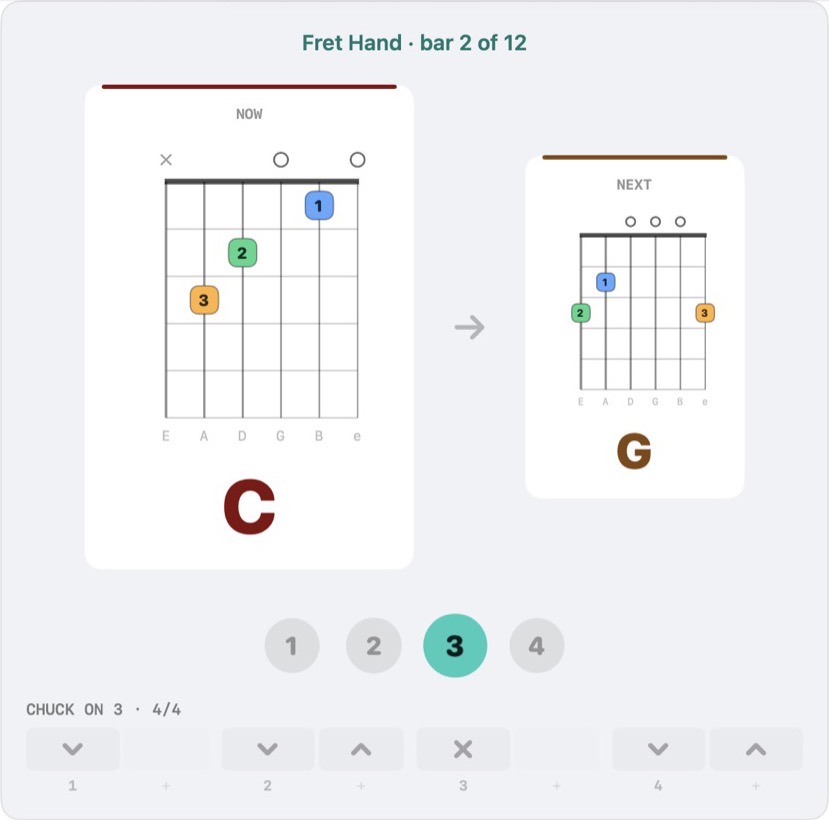 Fret Hand · bar 2 of 12
NOW
×
1
2
3
E A D G B e
C
NEXT
1
2 3
E A D G B e
G
1 2 3 4
CHUCK ON 3 · 4/4
1 + 2 + 3 + 4 +